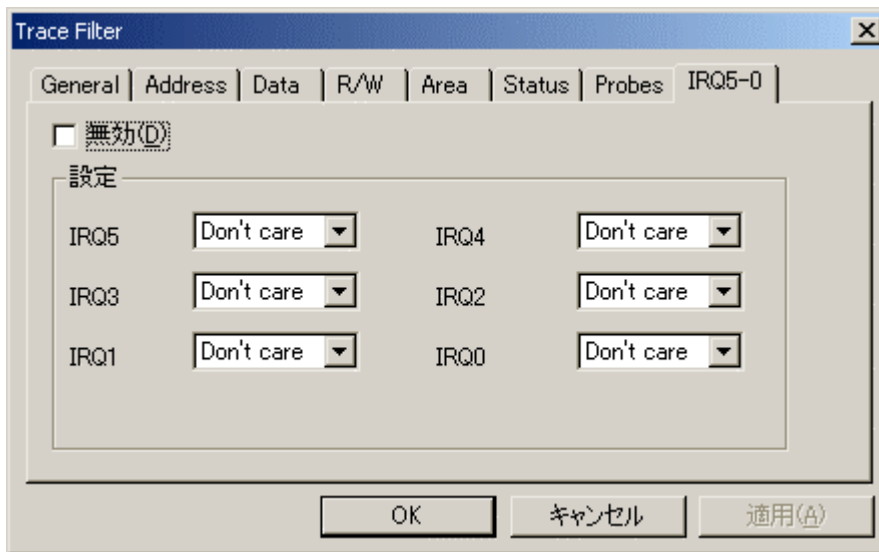 Trace Filter
General Address Data R/W Area Status Probes IRQ5-0
無効(D)
設定
IRQ5 Don't care IRQ4 Don't care
IRQ3 Don't care IRQ2 Don't care
IRQ1 Don't care IRQ0 Don't care
OK キャンセル 適用(A)